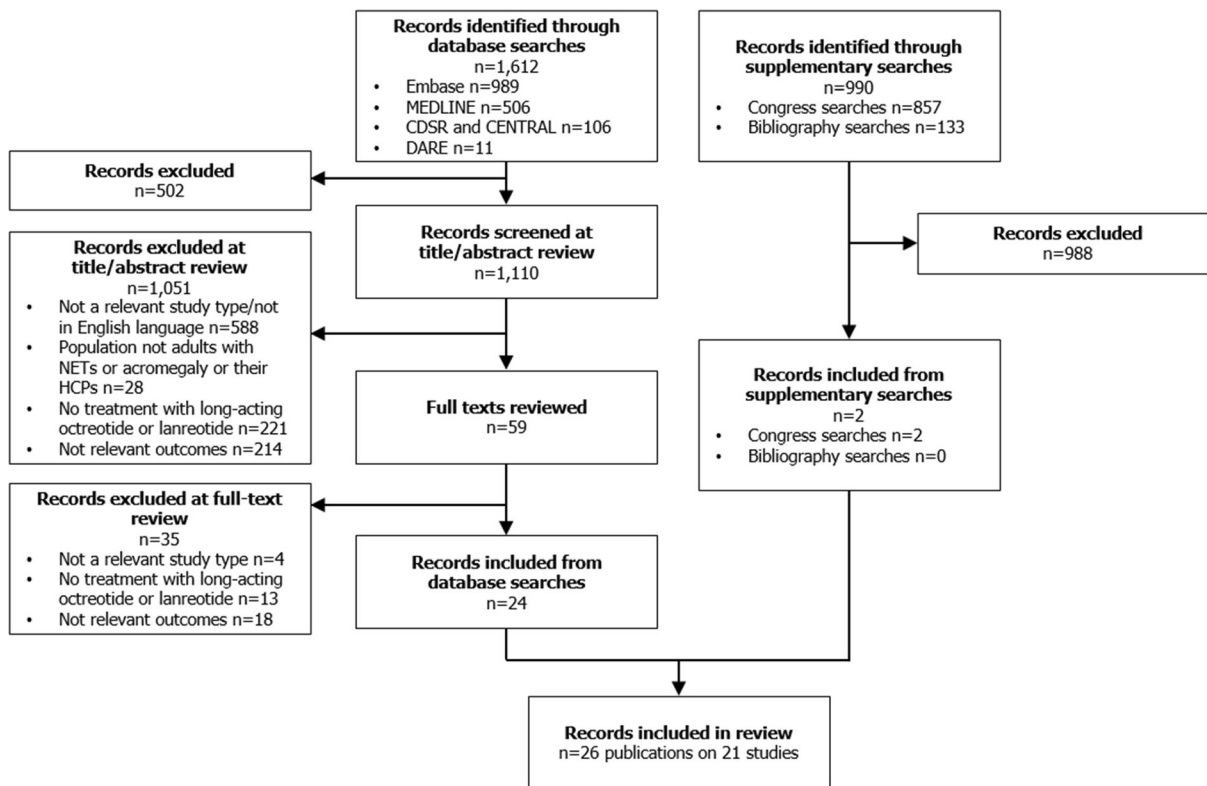 Records identified through
database searches
n=1,612
• Embase n=989
• MEDLINE n=506
• CDSR and CENTRAL n=106
• DARE n=11
Records identified through
supplementary searches
n=990
• Congress searches n=857
• Bibliography searches n=133
Records excluded
n=502
Records screened at
title/abstract review
n=1,110
Records excluded
n=988
Records excluded at
title/abstract review
n=1,051
• Not a relevant study type/not
in English language n=588
• Population not adults with
NETs or acromegaly or their
HCPs n=28
• No treatment with long-acting
octreotide or lanreotide n=221
• Not relevant outcomes n=214
Full texts reviewed
n=59
Records included from
supplementary searches
n=2
• Congress searches n=2
• Bibliography searches n=0
Records excluded at full-text
review
n=35
• Not a relevant study type n=4
• No treatment with long-acting
octreotide or lanreotide n=13
• Not relevant outcomes n=18
Records included from
database searches
n=24
Records included in review
n=26 publications on 21 studies